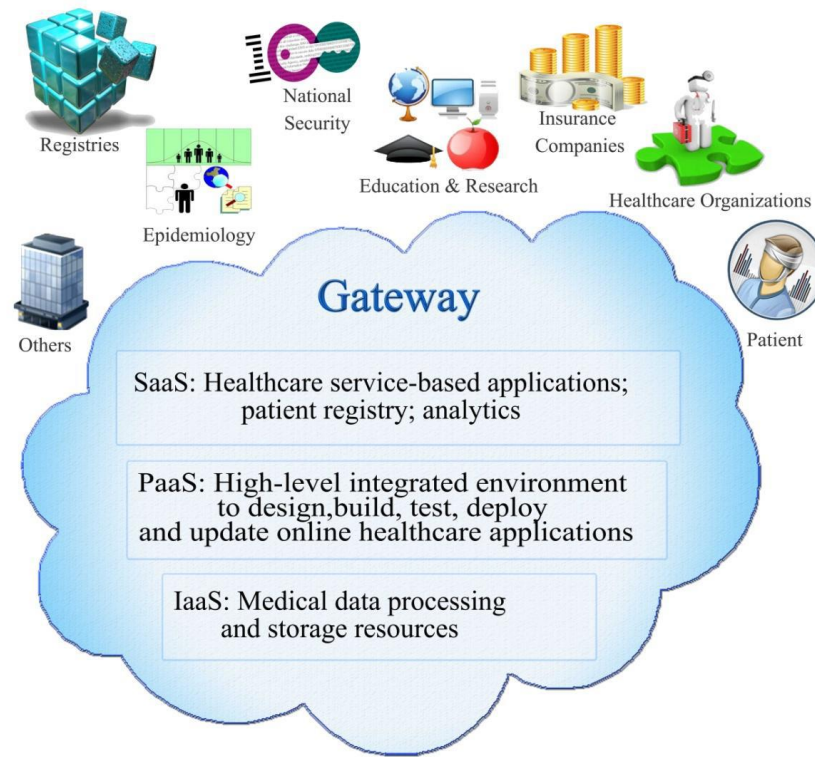 Registries
National
Security
Insurance
Companies
Education & Research
Healthcare Organizations
Epidemiology
Others
Patient
Gateway
SaaS: Healthcare service-based applications;
patient registry; analytics
PaaS: High-level integrated environment
to design,build, test, deploy
and update online healthcare applications
IaaS: Medical data processing
and storage resources